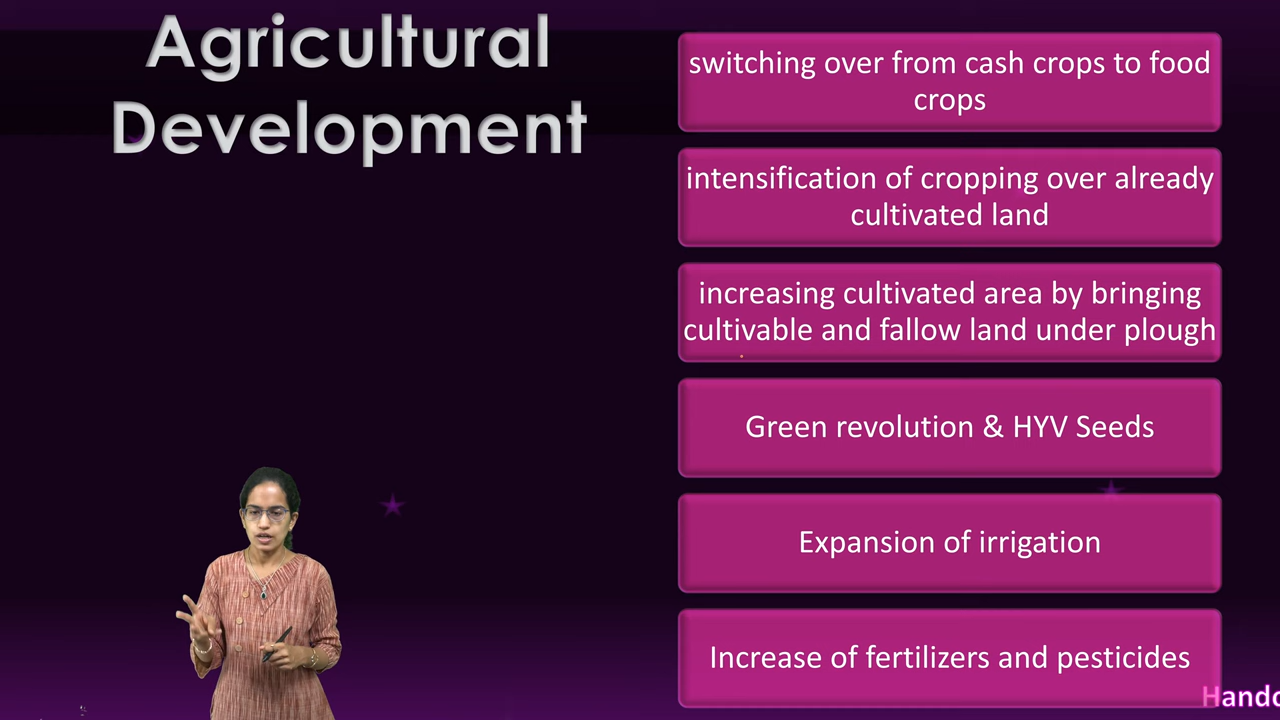 Agricultural
Development
switching over from cash crops to food
crops
intensification of cropping over already
cultivated land
increasing cultivated area by bringing
cultivable and fallow land under plough
Green revolution & HYV Seeds
Expansion of irrigation
Increase of fertilizers and pesticides